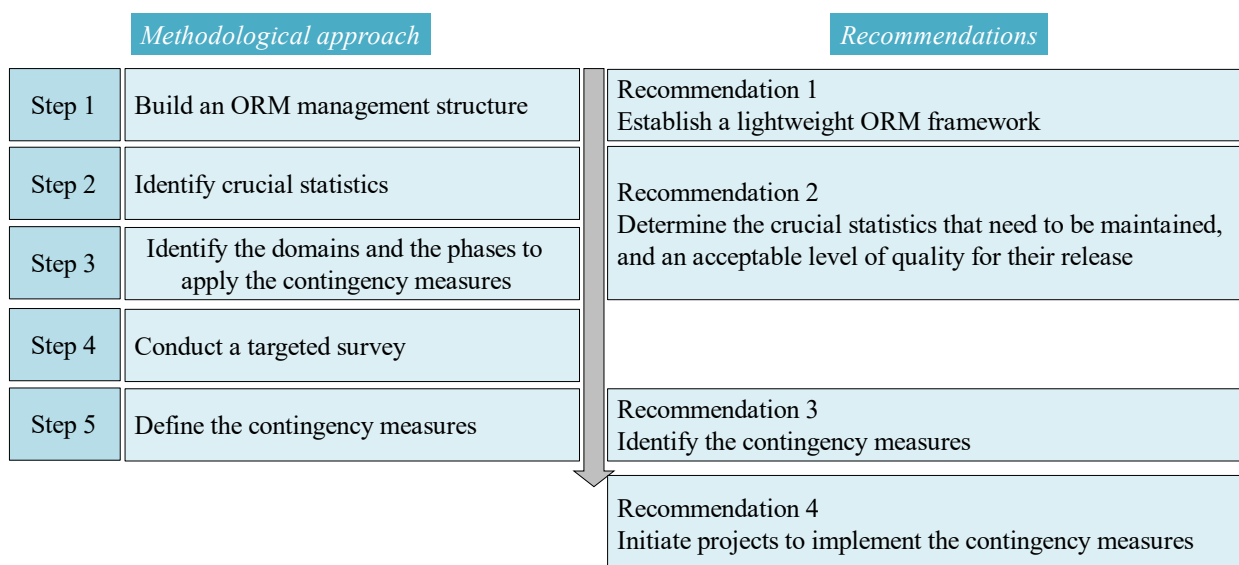 Methodological approach
Recommendations
Step 1
Build an ORM management structure
Recommendation 1
Establish a lightweight ORM framework
Step 2
Identify crucial statistics
Recommendation 2
Determine the crucial statistics that need to be maintained,
and an acceptable level of quality for their release
Step 3
Identify the domains and the phases to
apply the contingency measures
Step 4
Conduct a targeted survey
Step 5
Define the contingency measures
Recommendation 3
Identify the contingency measures
Recommendation 4
Initiate projects to implement the contingency measures